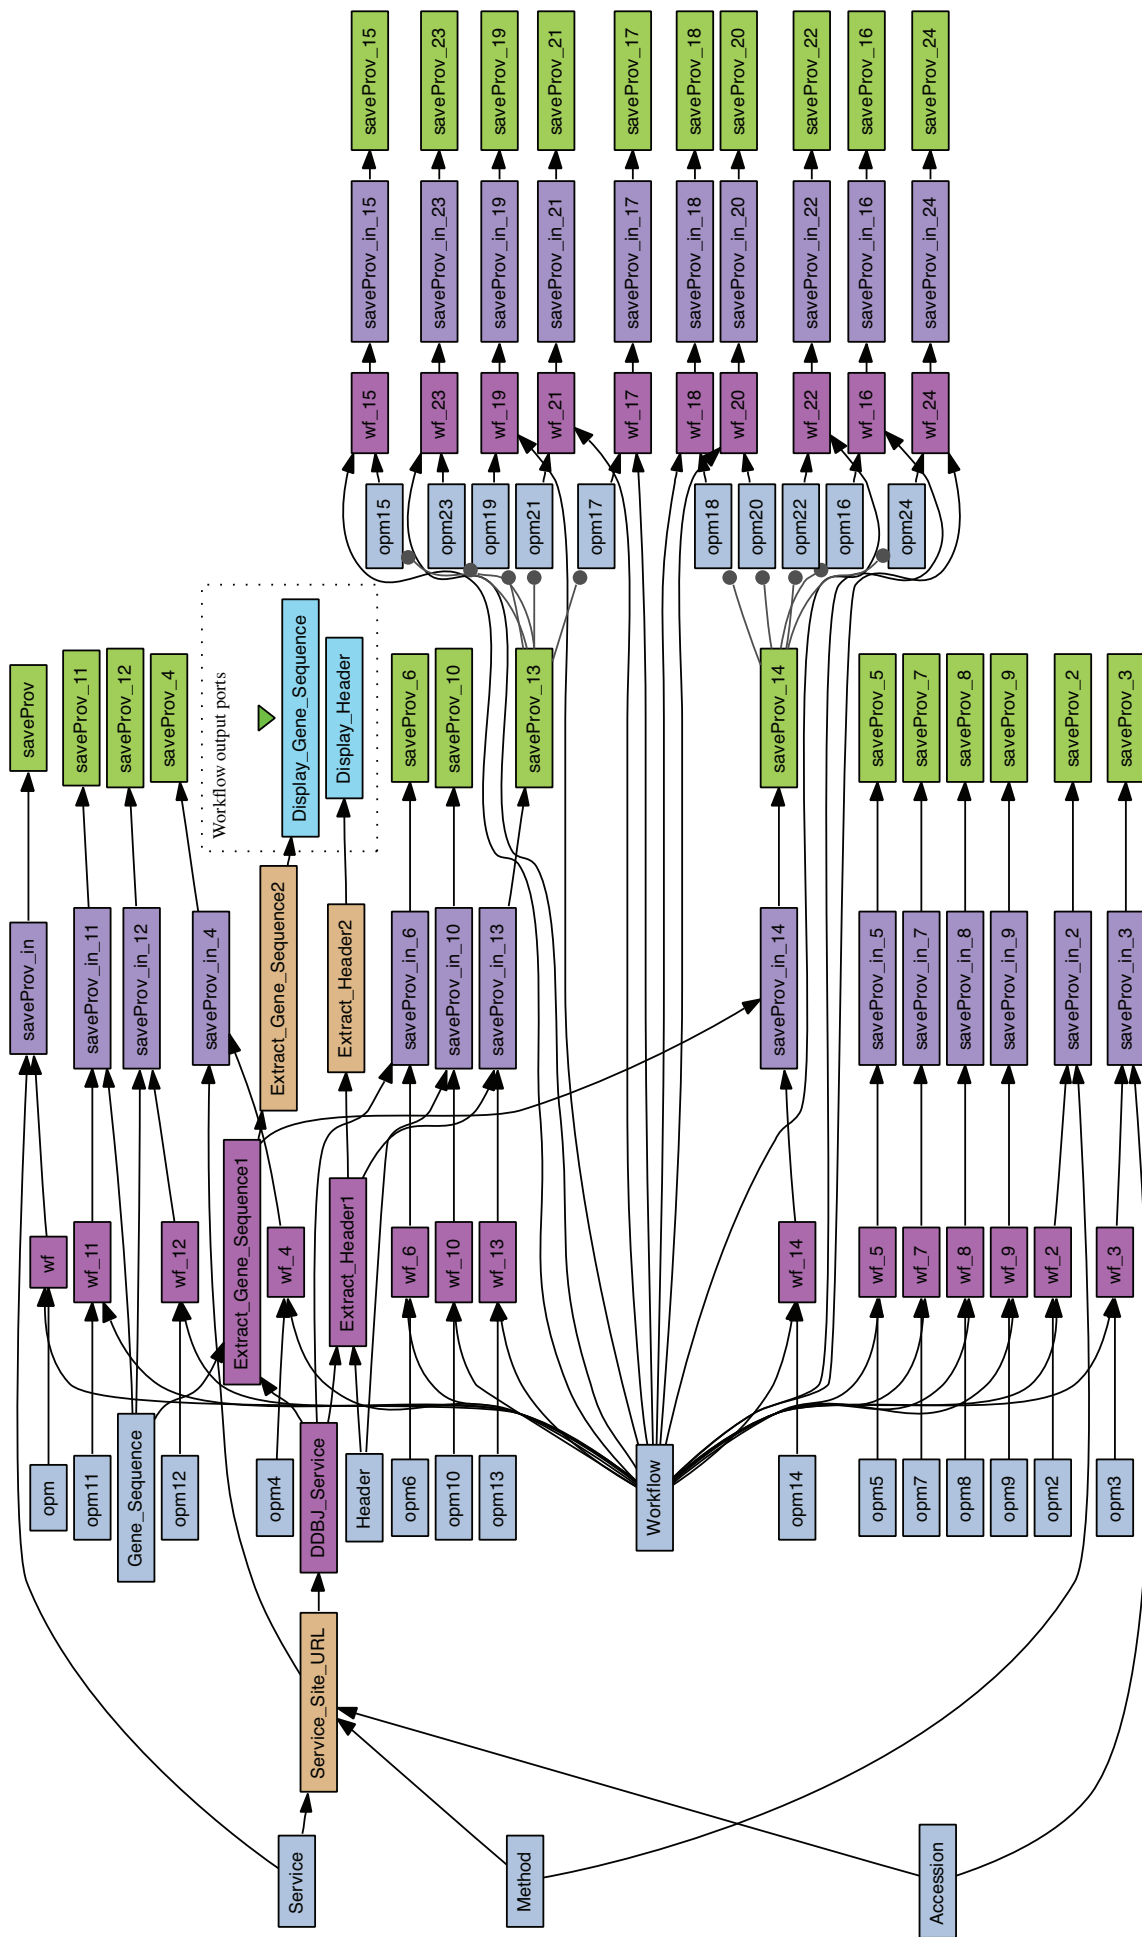 saveProv_15
saveProv_23
saveProv_19
saveProv_21
saveProv_17
saveProv_18
saveProv_20
saveProv_22
saveProv_16
saveProv_24
saveProv_in_15
saveProv_in_23
saveProv_in_19
saveProv_in_21
saveProv_in_17
saveProv_in_18
saveProv_in_20
saveProv_in_22
saveProv_in_16
saveProv_in_24
wf_15
wf_23
wf_19
wf_21
wf_17
wf_18
wf_20
wf_22
wf_16
wf_24
opm15
opm23
opm19
opm21
opm17
opm18
opm20
opm22
opm16
opm24
saveProv
saveProv_11
saveProv_12
saveProv_4
Workflow output ports
Display_Gene_Sequence
Display_Header
saveProv_6
saveProv_10
saveProv_13
saveProv_14
saveProv_5
saveProv_7
saveProv_8
saveProv_9
saveProv_2
saveProv_3
saveProv_in
saveProv_in_11
saveProv_in_12
saveProv_in_4
Extract_Gene_Sequence2
Extract_Header2
saveProv_in_6
saveProv_in_10
saveProv_in_13
saveProv_in_14
saveProv_in_5
saveProv_in_7
saveProv_in_8
saveProv_in_9
saveProv_in_2
saveProv_in_3
wf
wf_11
wf_12
Extract_Gene_Sequence1
wf_4
Extract_Header1
wf_6
wf_10
wf_13
wf_14
wf_5
wf_7
wf_8
wf_9
wf_2
wf_3
opm
opm11
Gene_Sequence
opm12
opm4
DDBJ_Service
Header
opm6
opm10
opm13
Workflow
opm14
opm5
opm7
opm8
opm9
opm2
opm3
Service_Site_URL
Service
Method
Accession